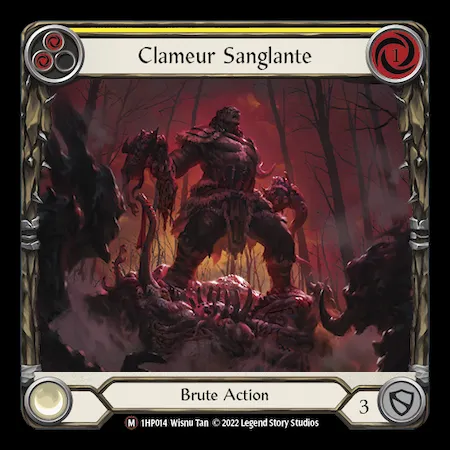 1
Clameur Sanglante
Brute Action
3
M 1HP014 Wisnu Tan © 2022 Legend Story Studios